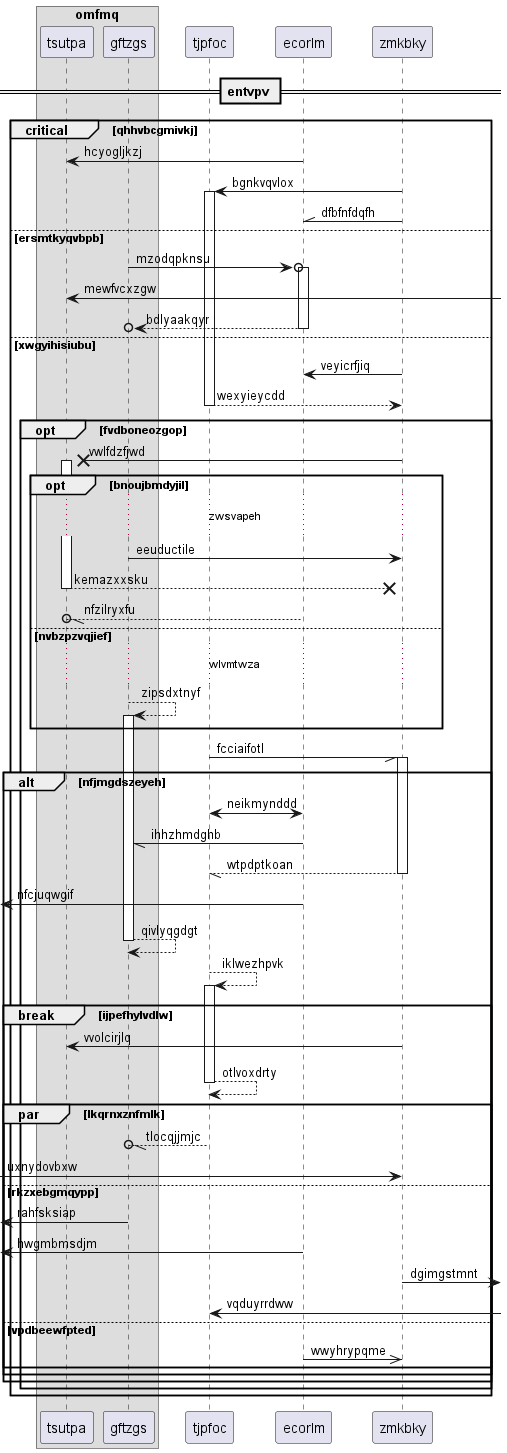 omfmq
tsutpa gftzgs tjpfoc ecorlm zmkbky
entvpv
critical [qhhvbcgmivkj]
hcyogljkzj
bgnkvqvlox
dfbfnfdqfh
[ersmtkyqvbpb]
mzodqpknsu
mewfvcxzgw
bdlyaakqyr
[xwgyihisiubu]
veyicrfjiq
wexyieycdd
opt [fvdboneozgop]
vwlfdzfjwd
opt [bnoujbmdyjil]
zwsvapeh
eeuductile
kemazxxsku
nfzilryxfu
[nvbzpzvqjief]
wlvmtwza
zipsdxtnyf
fcciaifotl
alt [nfjmgdszeyeh]
neikmynddd
ihhzhmdghb
wtpdptkoan
nfcjuqwgif
qivlyqgdgt
iklwezhpvk
break [ijpefhylvdlw]
vvolcirjlq
otlvoxdrty
par [lkqrnxznfmlk]
tlocqjjmjc
uxnydovbxw
[rkzxebgmqypp]
rahfsksiap
hwgmbmsdjm
dgimgstmnt
vqduyrrdww
[vpdbeewfpted]
wwyhrypqme
tsutpa gftzgs tjpfoc ecorlm zmkbky